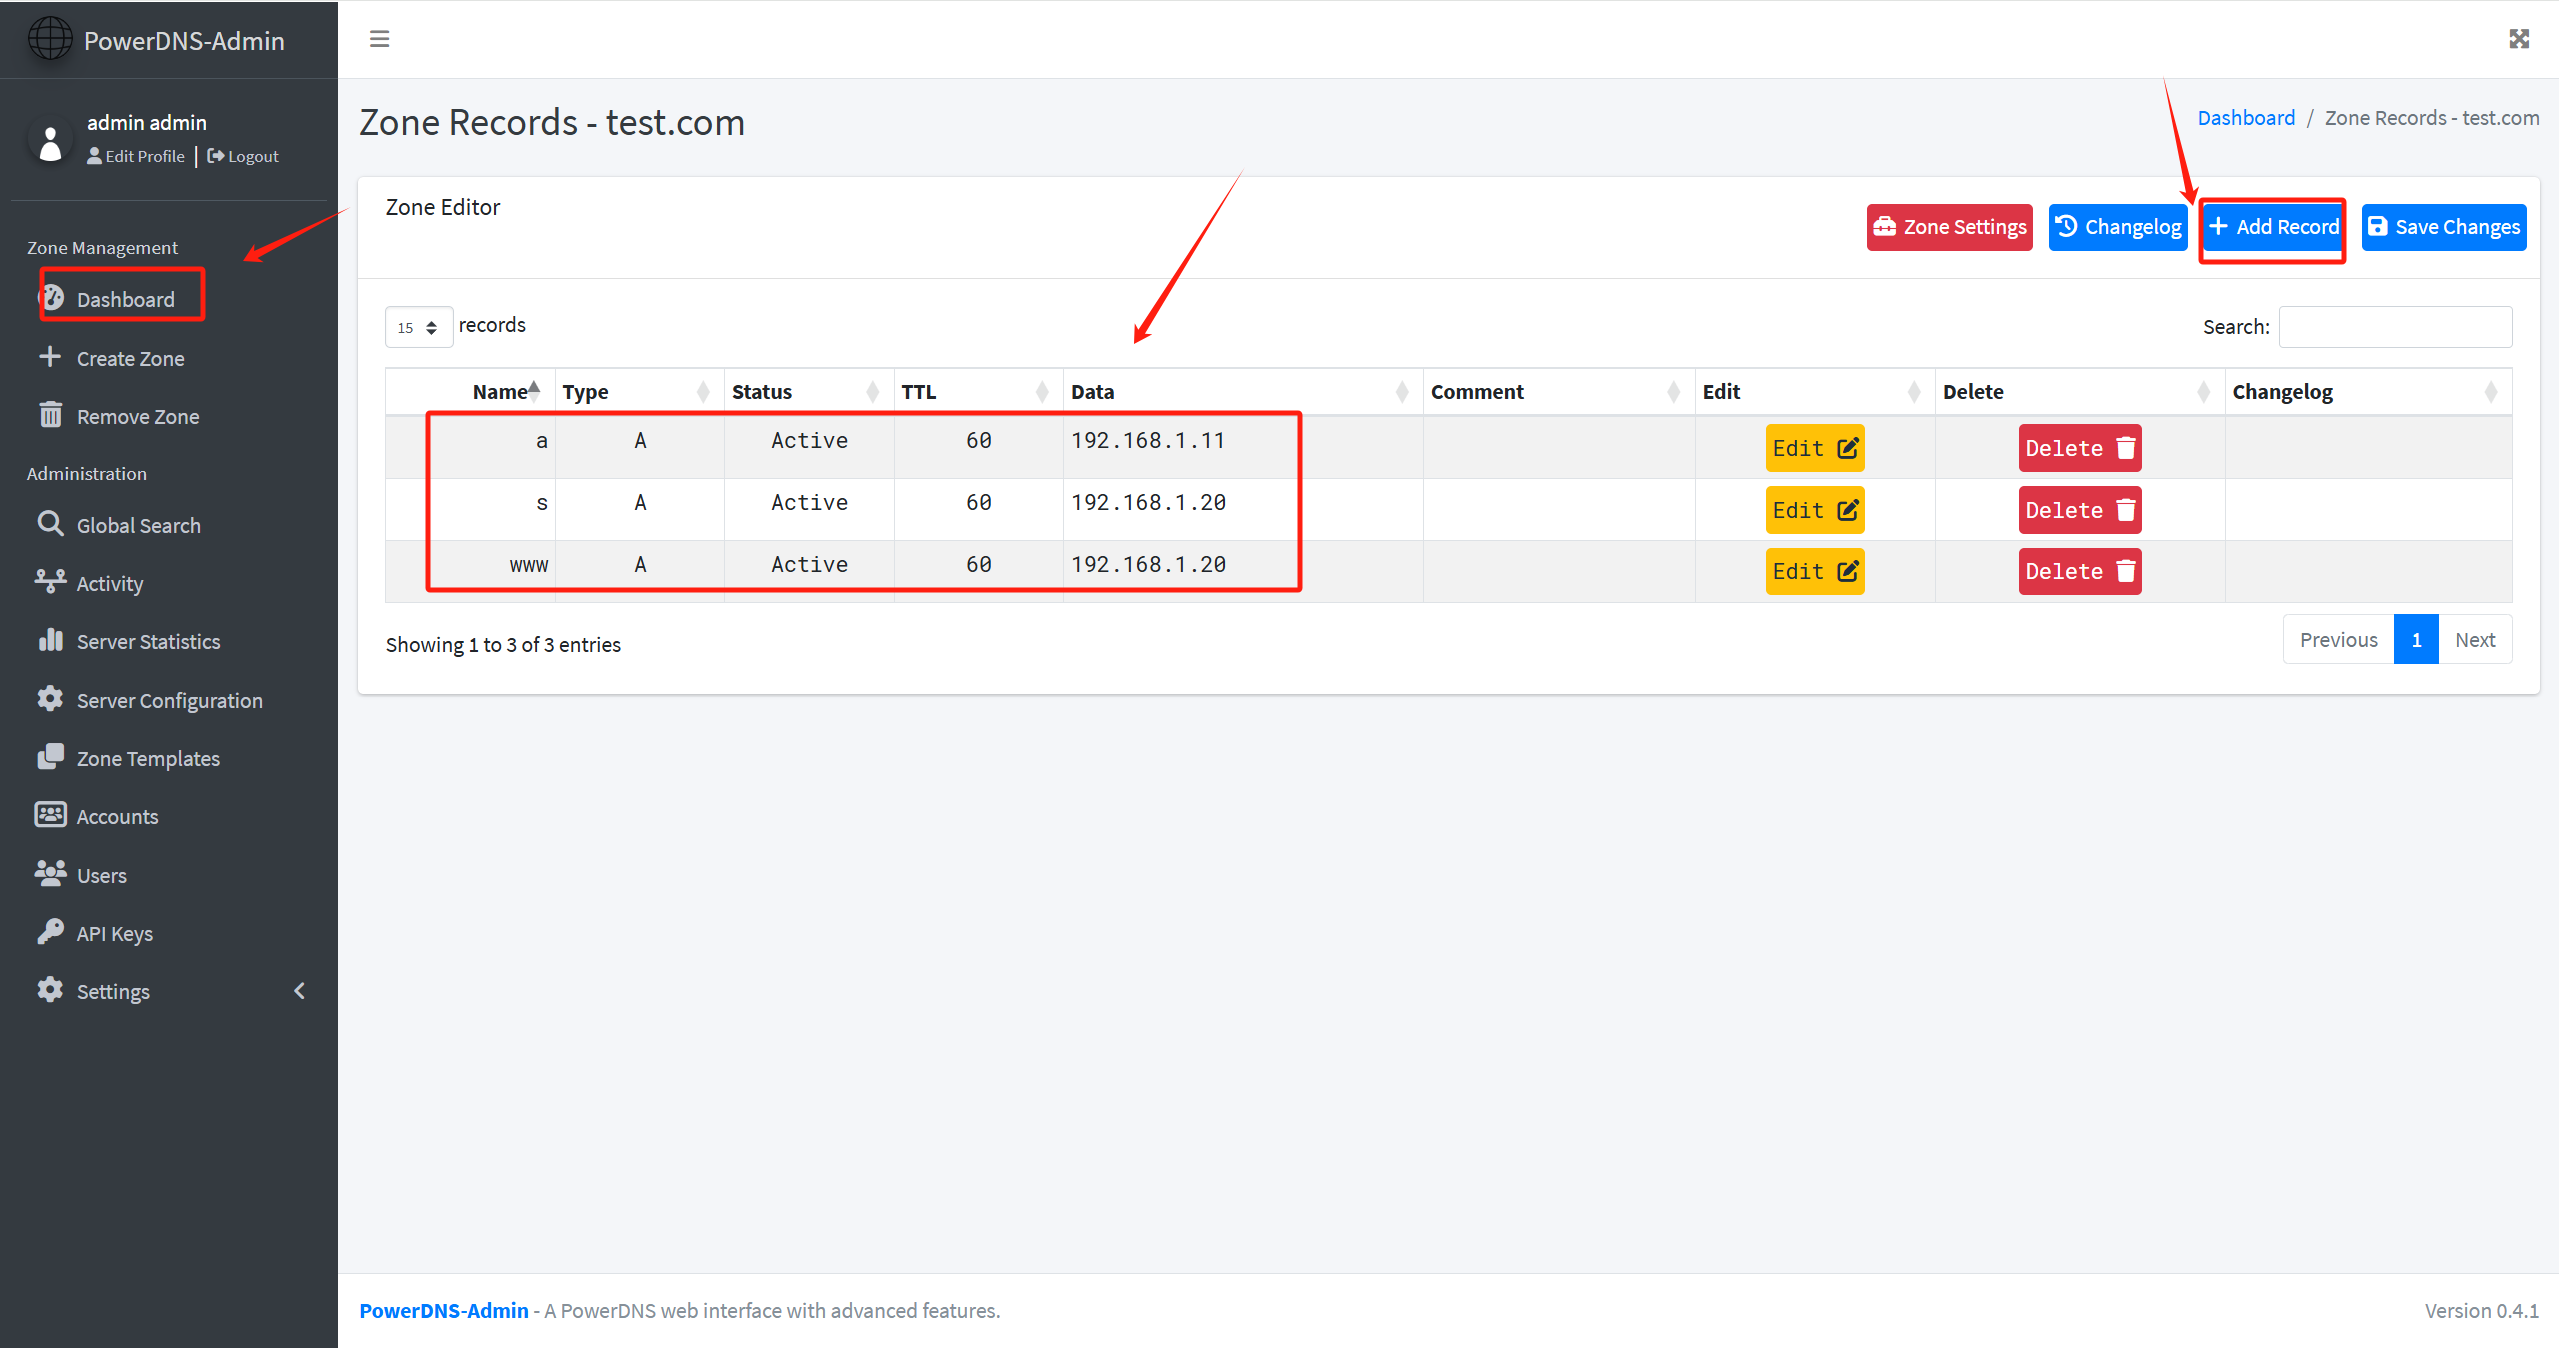 PowerDNS-Admin
admin admin
Edit Profile | Logout
Zone Management
Dashboard
Create Zone
Remove Zone
Administration
Global Search
Activity
Server Statistics
Server Configuration
Zone Templates
Accounts
Users
API Keys
Settings
Zone Records - test.com
Dashboard / Zone Records - test.com
Zone Editor
Zone Settings Changelog Add Record Save Changes
15 records
Search:
Name Type Status TTL Data Comment Edit Delete Changelog
a A Active 60 192.168.1.11 Edit Delete
s A Active 60 192.168.1.20 Edit Delete
www A Active 60 192.168.1.20 Edit Delete
Showing 1 to 3 of 3 entries
Previous 1 Next
PowerDNS-Admin - A PowerDNS web interface with advanced features.
Version 0.4.1